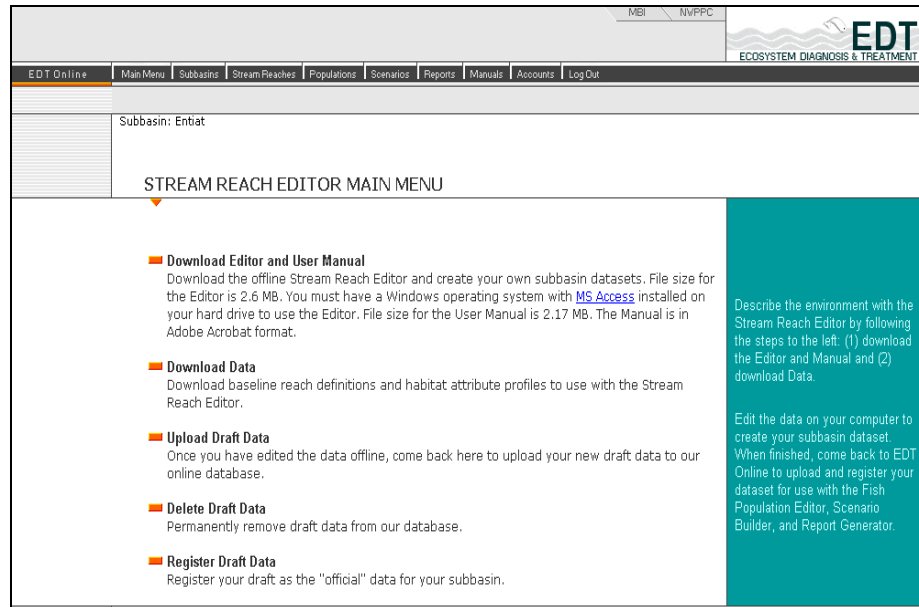 MBI NWPPC
EDT
ECOSYSTEM DIAGNOSIS & TREATMENT
EDT Online Main Menu Subbasins Stream Reaches Populations Scenarios Reports Manuals Accounts Log Out
Subbasin: Entiat
STREAM REACH EDITOR MAIN MENU
Download Editor and User Manual
Download the offline Stream Reach Editor and create your own subbasin datasets. File size for
the Editor is 2.6 MB. You must have a Windows operating system with MS Access installed on
your hard drive to use the Editor. File size for the User Manual is 2.17 MB. The Manual is in
Adobe Acrobat format.
Download Data
Download baseline reach definitions and habitat attribute profiles to use with the Stream
Reach Editor.
Upload Draft Data
Once you have edited the data offline, come back here to upload your new draft data to our
online database.
Delete Draft Data
Permanently remove draft data from our database.
Register Draft Data
Register your draft as the "official" data for your subbasin.
Describe the environment with the
Stream Reach Editor by following
the steps to the left: (1) download
the Editor and Manual and (2)
download Data.
Edit the data on your computer to
create your subbasin dataset.
When finished, come back to EDT
Online to upload and register your
dataset for use with the Fish
Population Editor, Scenario
Builder, and Report Generator.